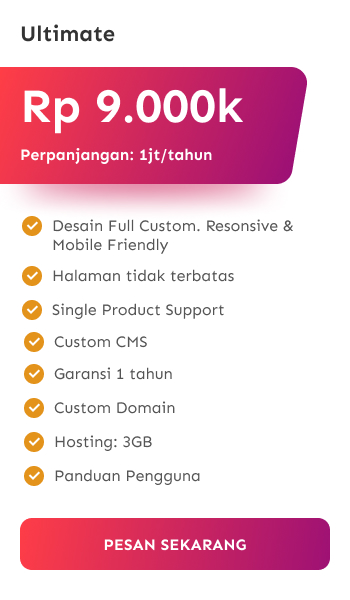 Ultimate
Rp 9.000k
Perpanjangan: 1jt/tahun
Desain Full Custom. Resonsive &
Mobile Friendly
Halaman tidak terbatas
Single Product Support
Custom CMS
Garansi 1 tahun
Custom Domain
Hosting: 3GB
Panduan Pengguna
PESAN SEKARANG